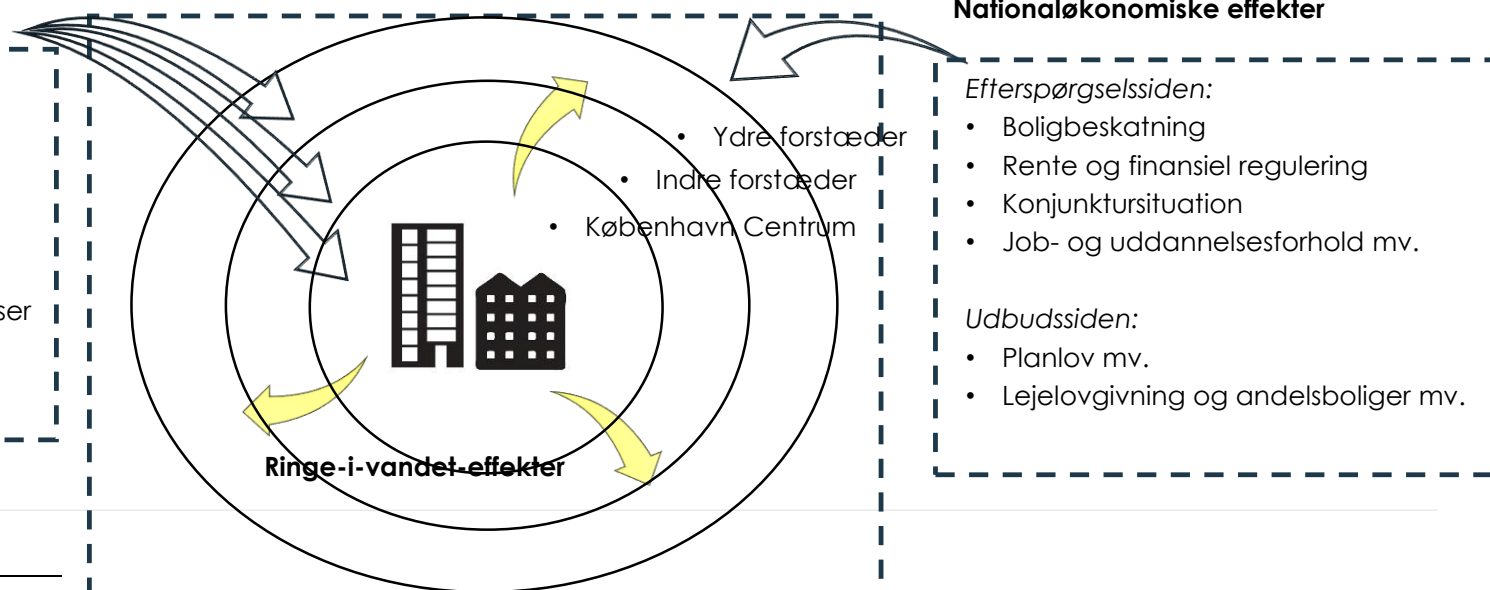 Nationaløkonomiske effekter
Efterspørgselssiden:
• Boligbeskatning
• Rente og finansiel regulering
• Konjunktursituation
• Job- og uddannelsesforhold mv.
Udbudssiden:
• Planlov mv.
• Lejelovgivning og andelsboliger mv.
• Ydre forstæder
• Indre forstæder
• København Centrum
Ringe-i-vandet-effekter